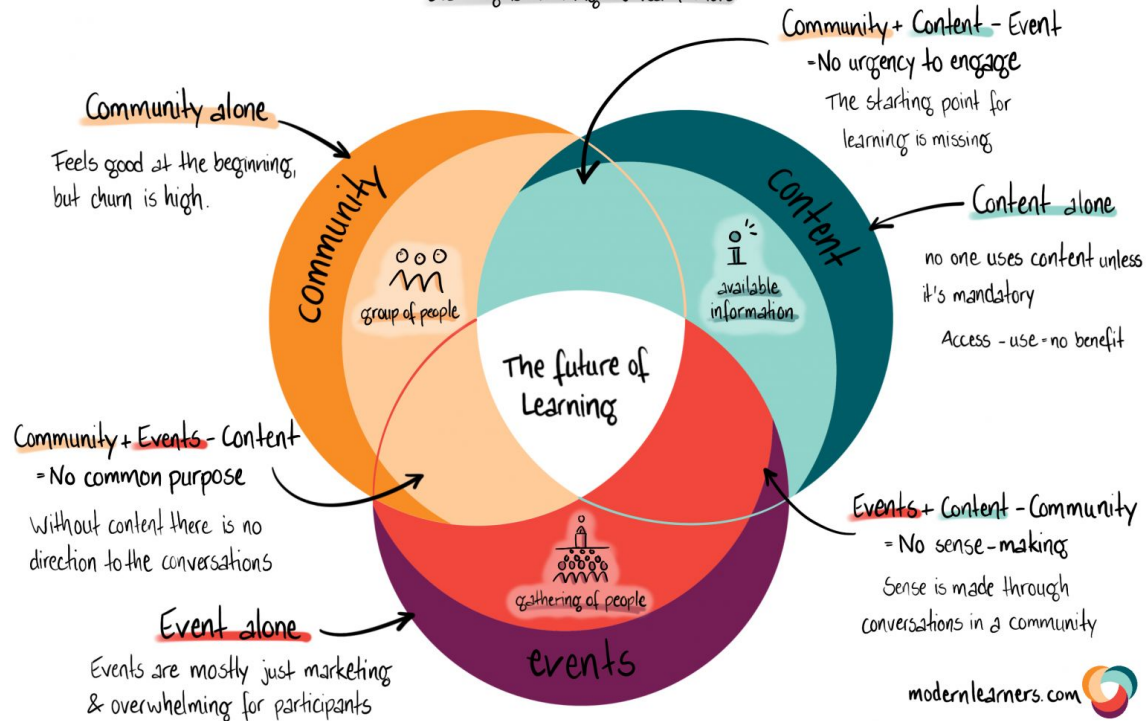 Community + Content - Event
= No urgency to engage
The starting point for
learning is missing
Community alone
Feels good at the beginning,
but churn is high.
community
content
Content alone
no one uses content unless
it's mandatory
Access - use = no benefit
group of people
available
information
The future of
Learning
Community + Events - Content
= No common purpose
Without content there is no
direction to the conversations
Events + Content - Community
= No sense-making
Sense is made through
conversations in a community
gathering of people
Event alone
Events are mostly just marketing
& overwhelming for participants
events
modernlearners.com